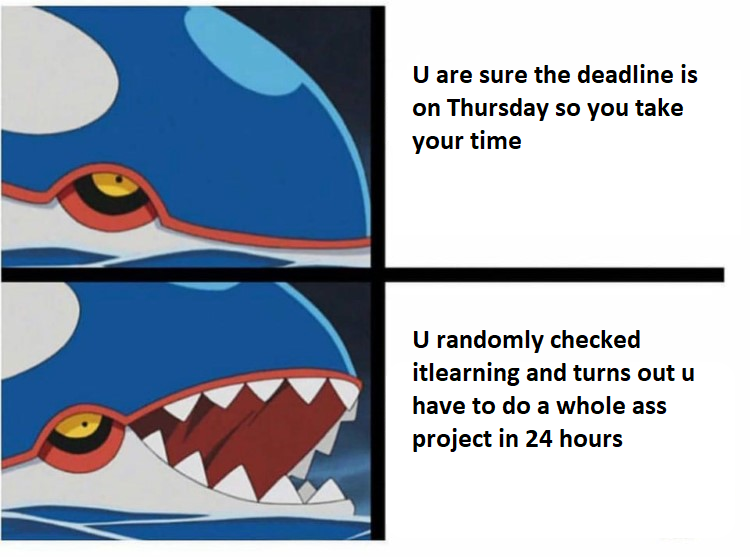 U are sure the deadline is
on Thursday so you take
your time
U randomly checked
itlearning and turns out u
have to do a whole ass
project in 24 hours